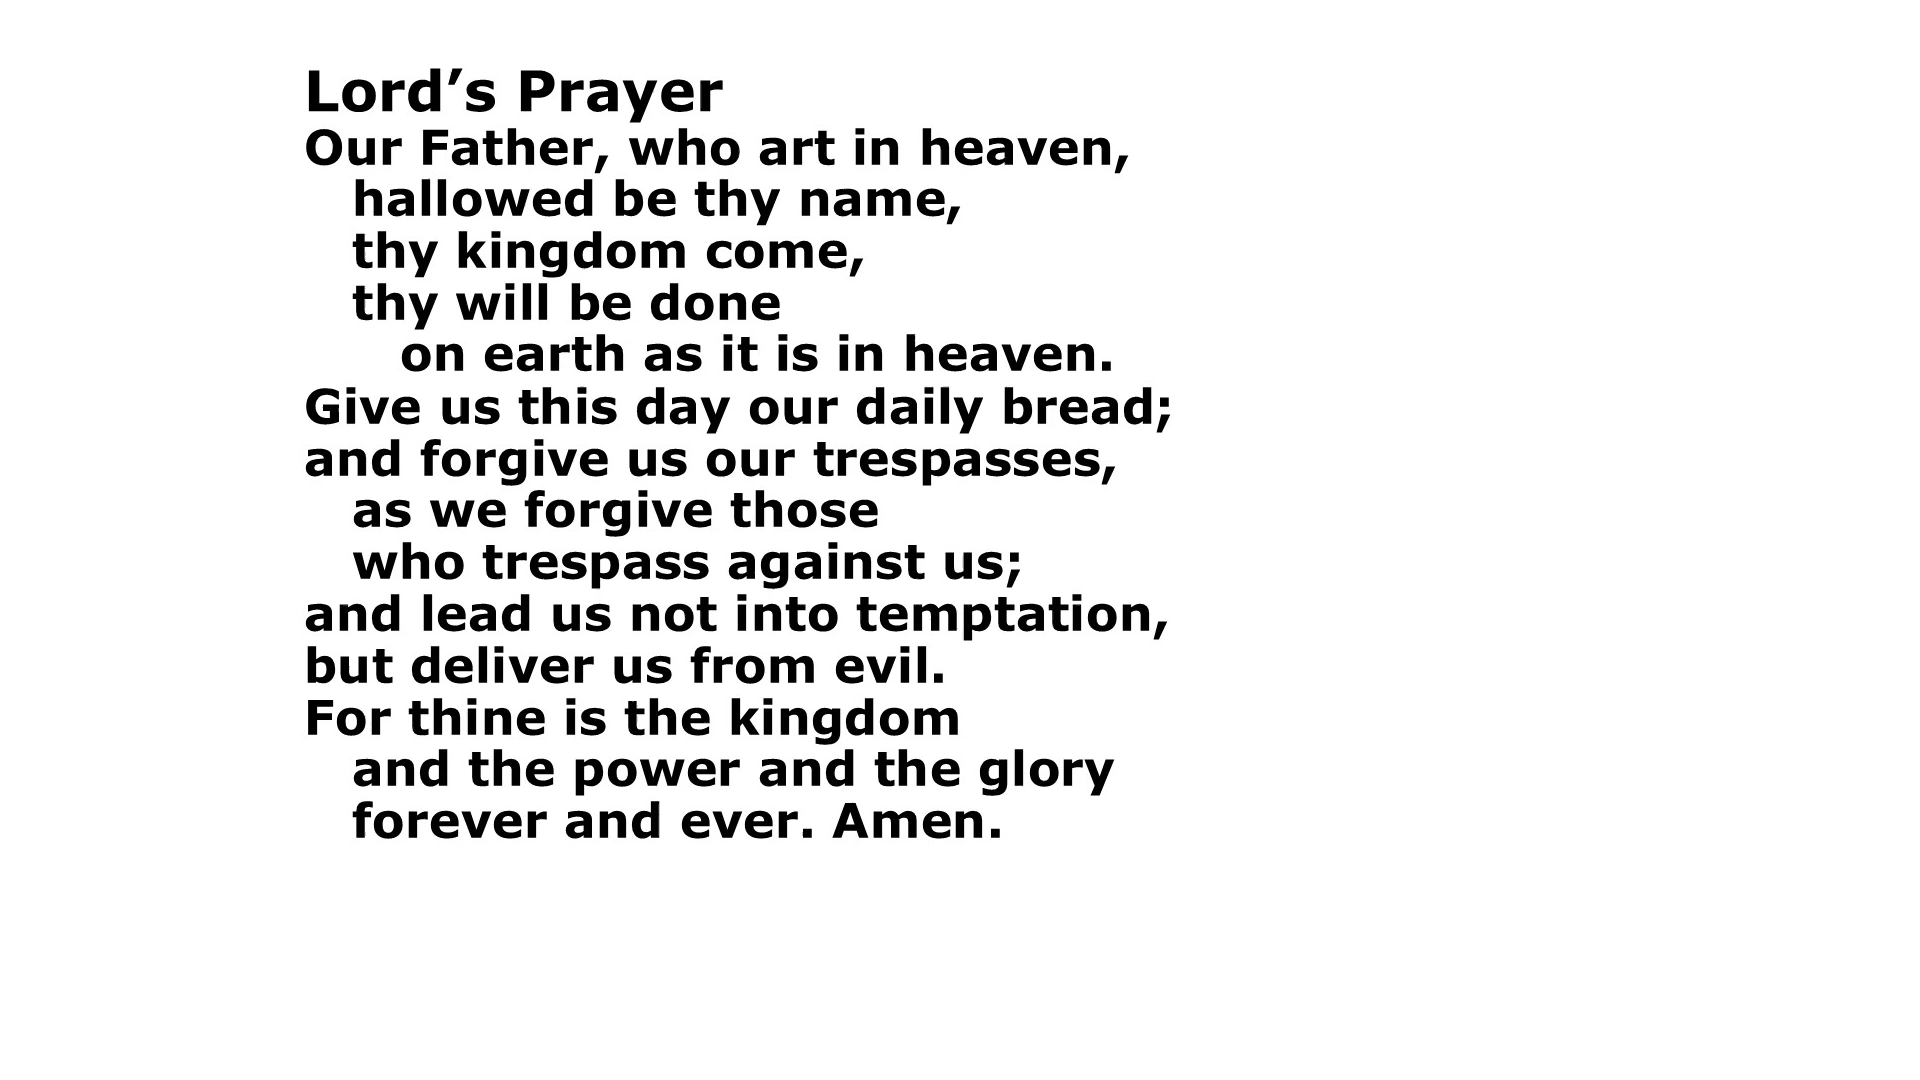 Lord’s Prayer
Our Father, who art in heaven,
hallowed be thy name,
thy kingdom come,
thy will be done
on earth as it is in heaven.
Give us this day our daily bread;
and forgive us our trespasses,
as we forgive those
who trespass against us;
and lead us not into temptation,
but deliver us from evil.
For thine is the kingdom
and the power and the glory
forever and ever. Amen.